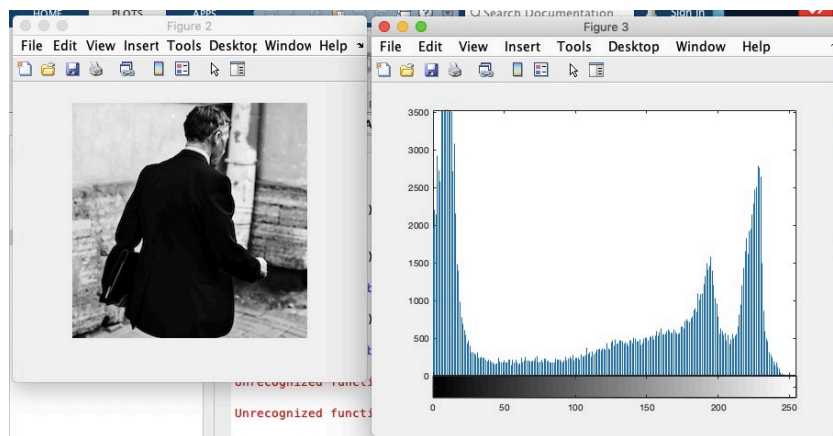 HOME PLOTS APPS Search Documentation Sign In
Figure 2
File Edit View Insert Tools Desktop Window Help
Figure 3
File Edit View Insert Tools Desktop Window Help
3500
3000
2500
2000
1500
1000
500
0
0 50 100 150 200 250
Unrecognized functi
Unrecognized functi